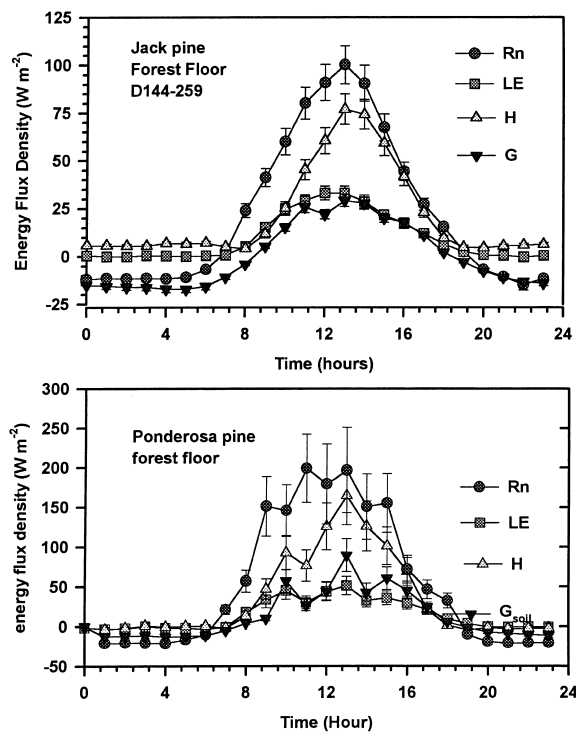 125
100
75
50
25
0
-25
Energy Flux Density (W m-2)
Jack pine
Forest Floor
D144-259
Rn
LE
H
G
0 4 8 12 16 20 24
Time (hours)
300
250
200
150
100
50
0
-50
energy flux density (W m-2)
Ponderosa pine
forest floor
Rn
LE
H
Gsoil
0 4 8 12 16 20 24
Time (Hour)